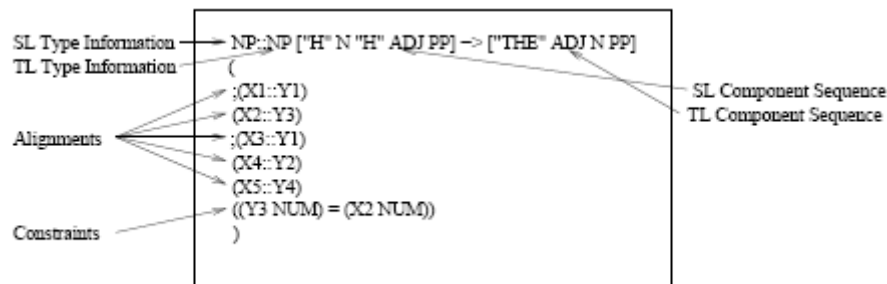 SL Type Information NP::NP ["H" N "H" ADJ PP] -> ["THE" ADJ N PP]
TL Type Information (
;(X1::Y1) SL Component Sequence
(X2::Y3) TL Component Sequence
Alignments ;(X3::Y1)
(X4::Y2)
(X5::Y4)
((Y3 NUM) = (X2 NUM))
Constraints )